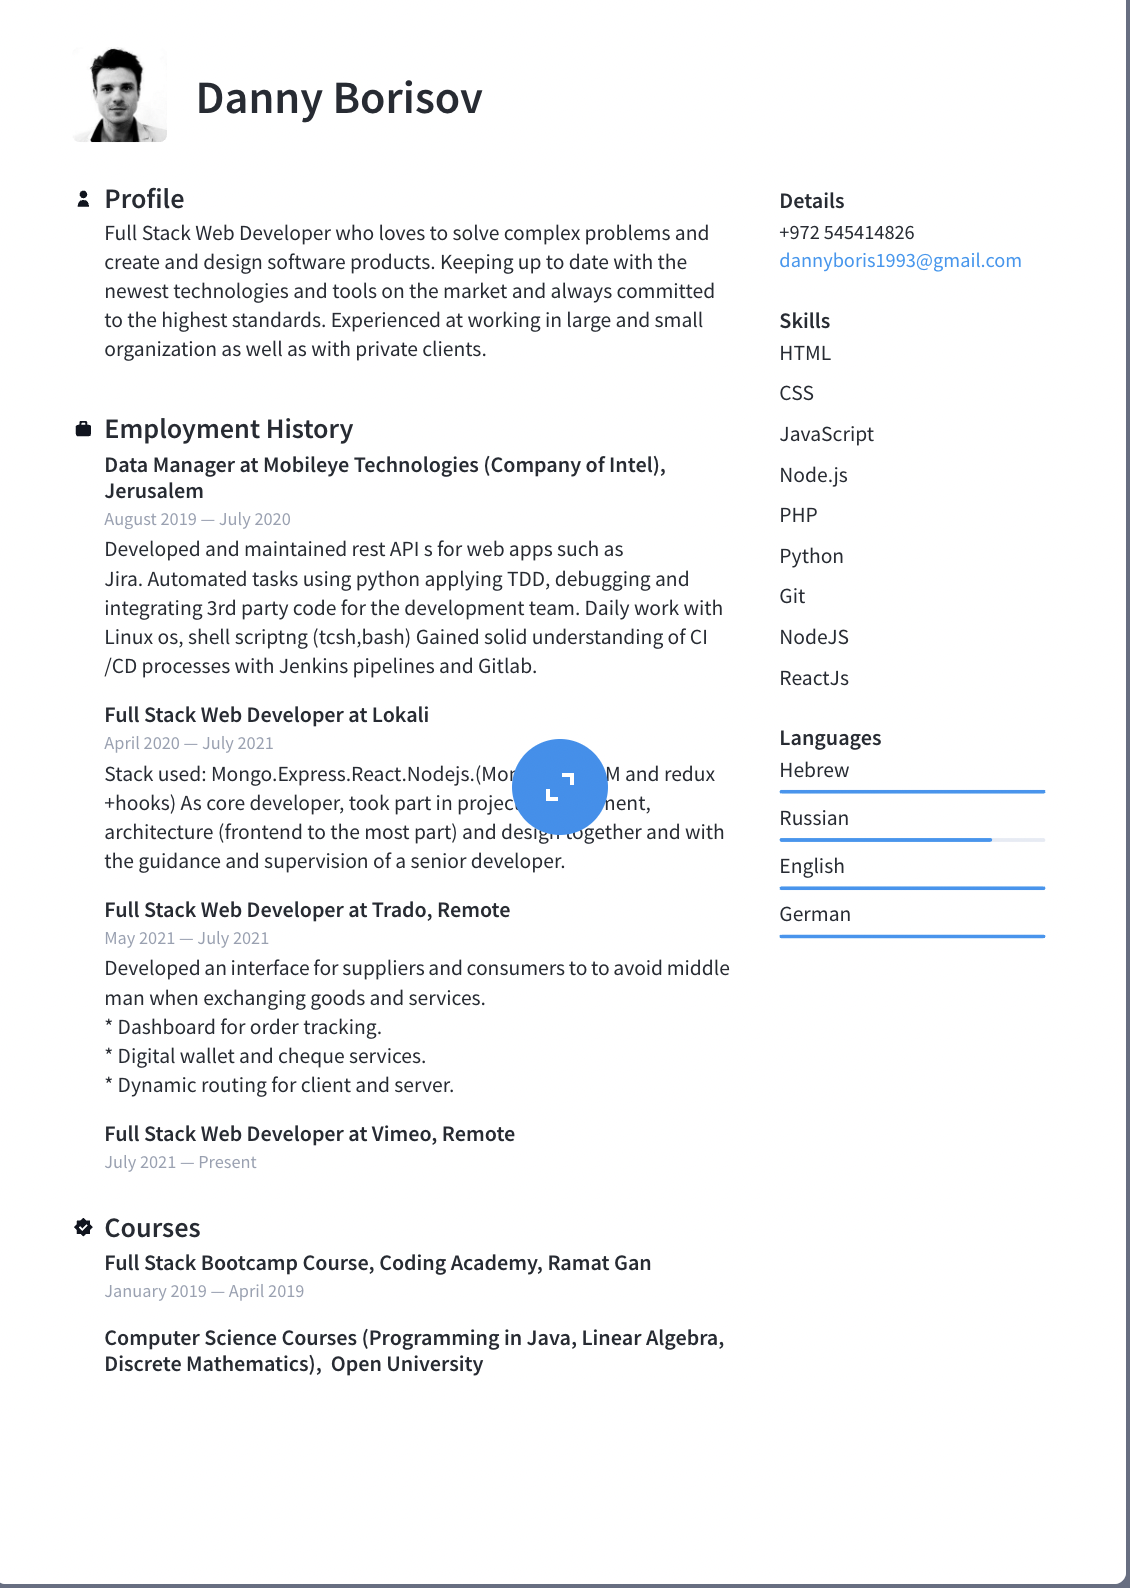 Danny Borisov
Profile
Full Stack Web Developer who loves to solve complex problems and
create and design software products. Keeping up to date with the
newest technologies and tools on the market and always committed
to the highest standards. Experienced at working in large and small
organization as well as with private clients.
Employment History
Data Manager at Mobileye Technologies (Company of Intel),
Jerusalem
August 2019 — July 2020
Developed and maintained rest API s for web apps such as
Jira. Automated tasks using python applying TDD, debugging and
integrating 3rd party code for the development team. Daily work with
Linux os, shell scriptng (tcsh,bash) Gained solid understanding of CI
/CD processes with Jenkins pipelines and Gitlab.
Full Stack Web Developer at Lokali
April 2020 — July 2021
Stack used: Mongo.Express.React.Nodejs. and redux
+hooks) As core developer, took part in
architecture (frontend to the most part) and design together and with
the guidance and supervision of a senior developer.
Full Stack Web Developer at Trado, Remote
May 2021 — July 2021
Developed an interface for suppliers and consumers to to avoid middle
man when exchanging goods and services.
* Dashboard for order tracking.
* Digital wallet and cheque services.
* Dynamic routing for client and server.
Full Stack Web Developer at Vimeo, Remote
July 2021 — Present
Courses
Full Stack Bootcamp Course, Coding Academy, Ramat Gan
January 2019 — April 2019
Computer Science Courses (Programming in Java, Linear Algebra,
Discrete Mathematics),  Open University
Details
+972 545414826
dannyboris1993@gmail.com
Skills
HTML
CSS
JavaScript
Node.js
PHP
Python
Git
NodeJS
ReactJs
Languages
Hebrew
Russian
English
German